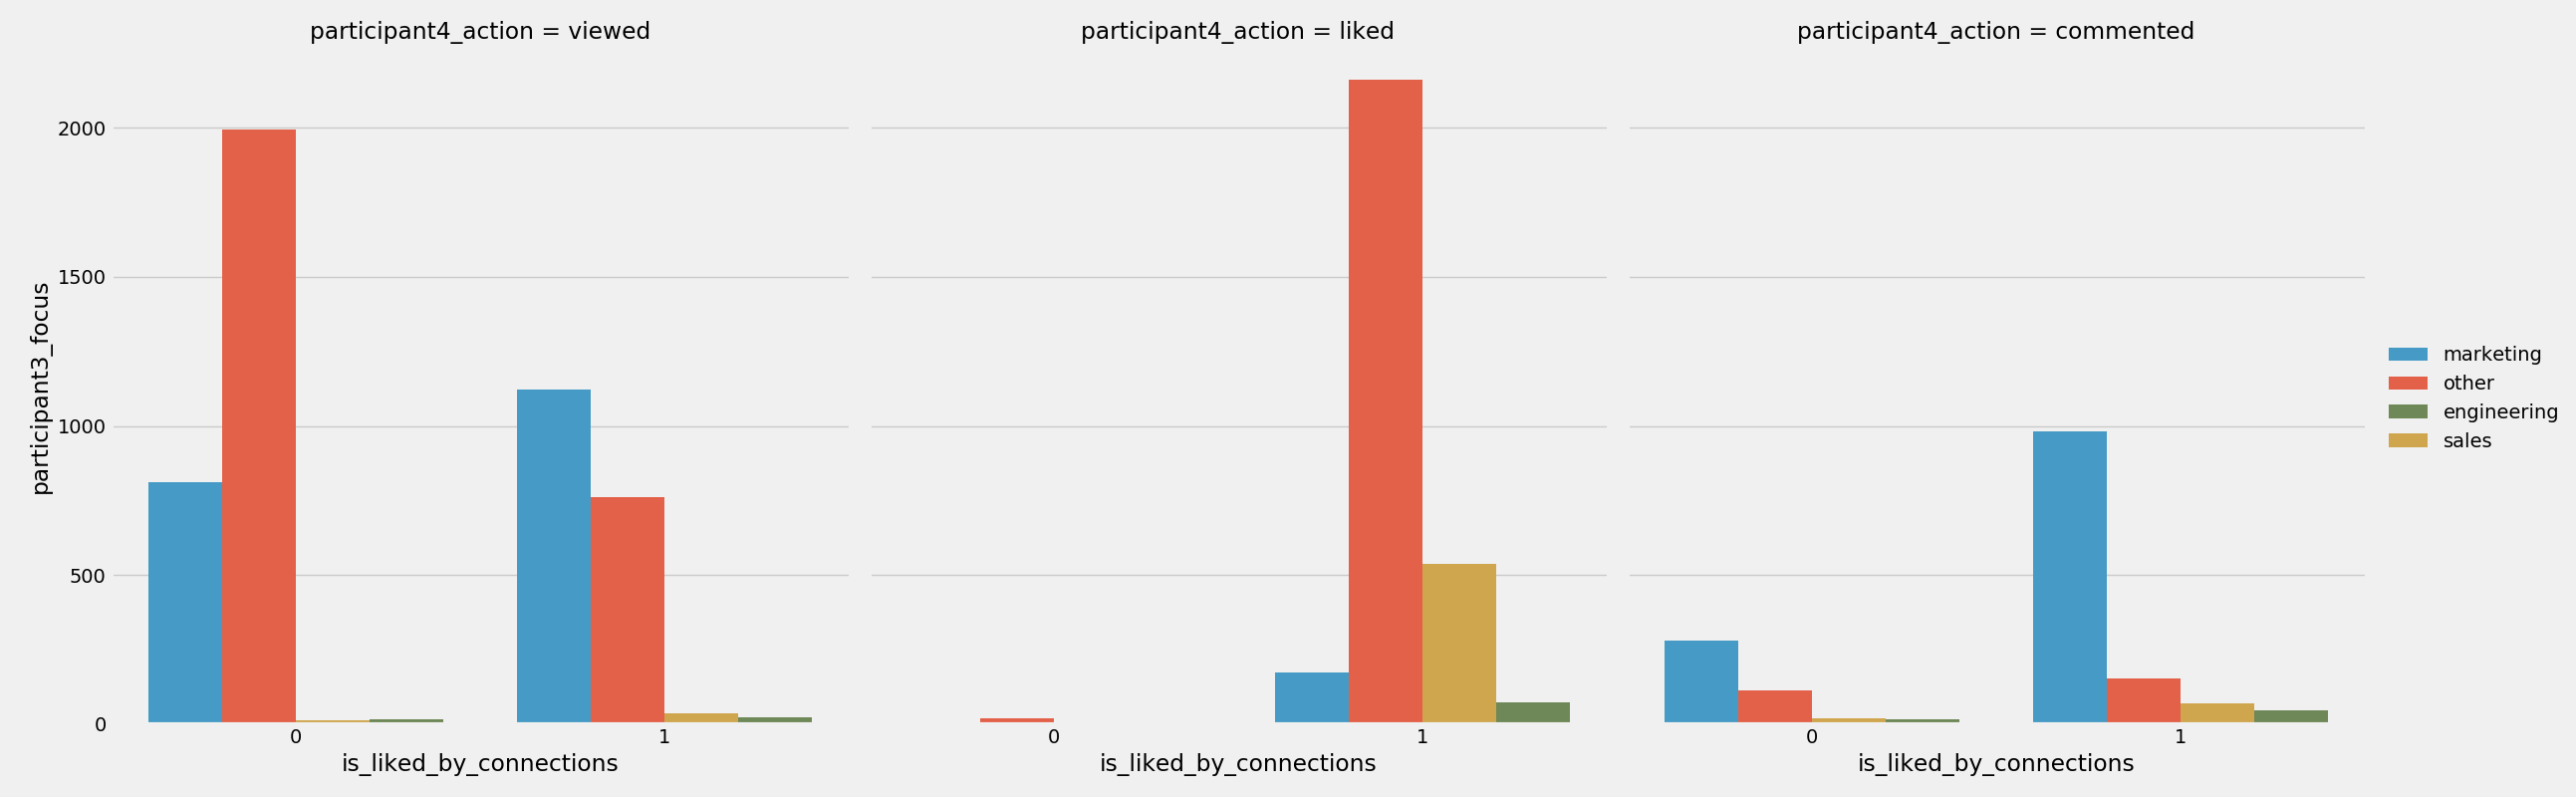 participant4_action = viewed
participant4_action = liked
participant4_action = commented
participant3_focus
2000
1500
1000
500
0
0
1
0
1
0
1
is_liked_by_connections
is_liked_by_connections
is_liked_by_connections
marketing
other
engineering
sales